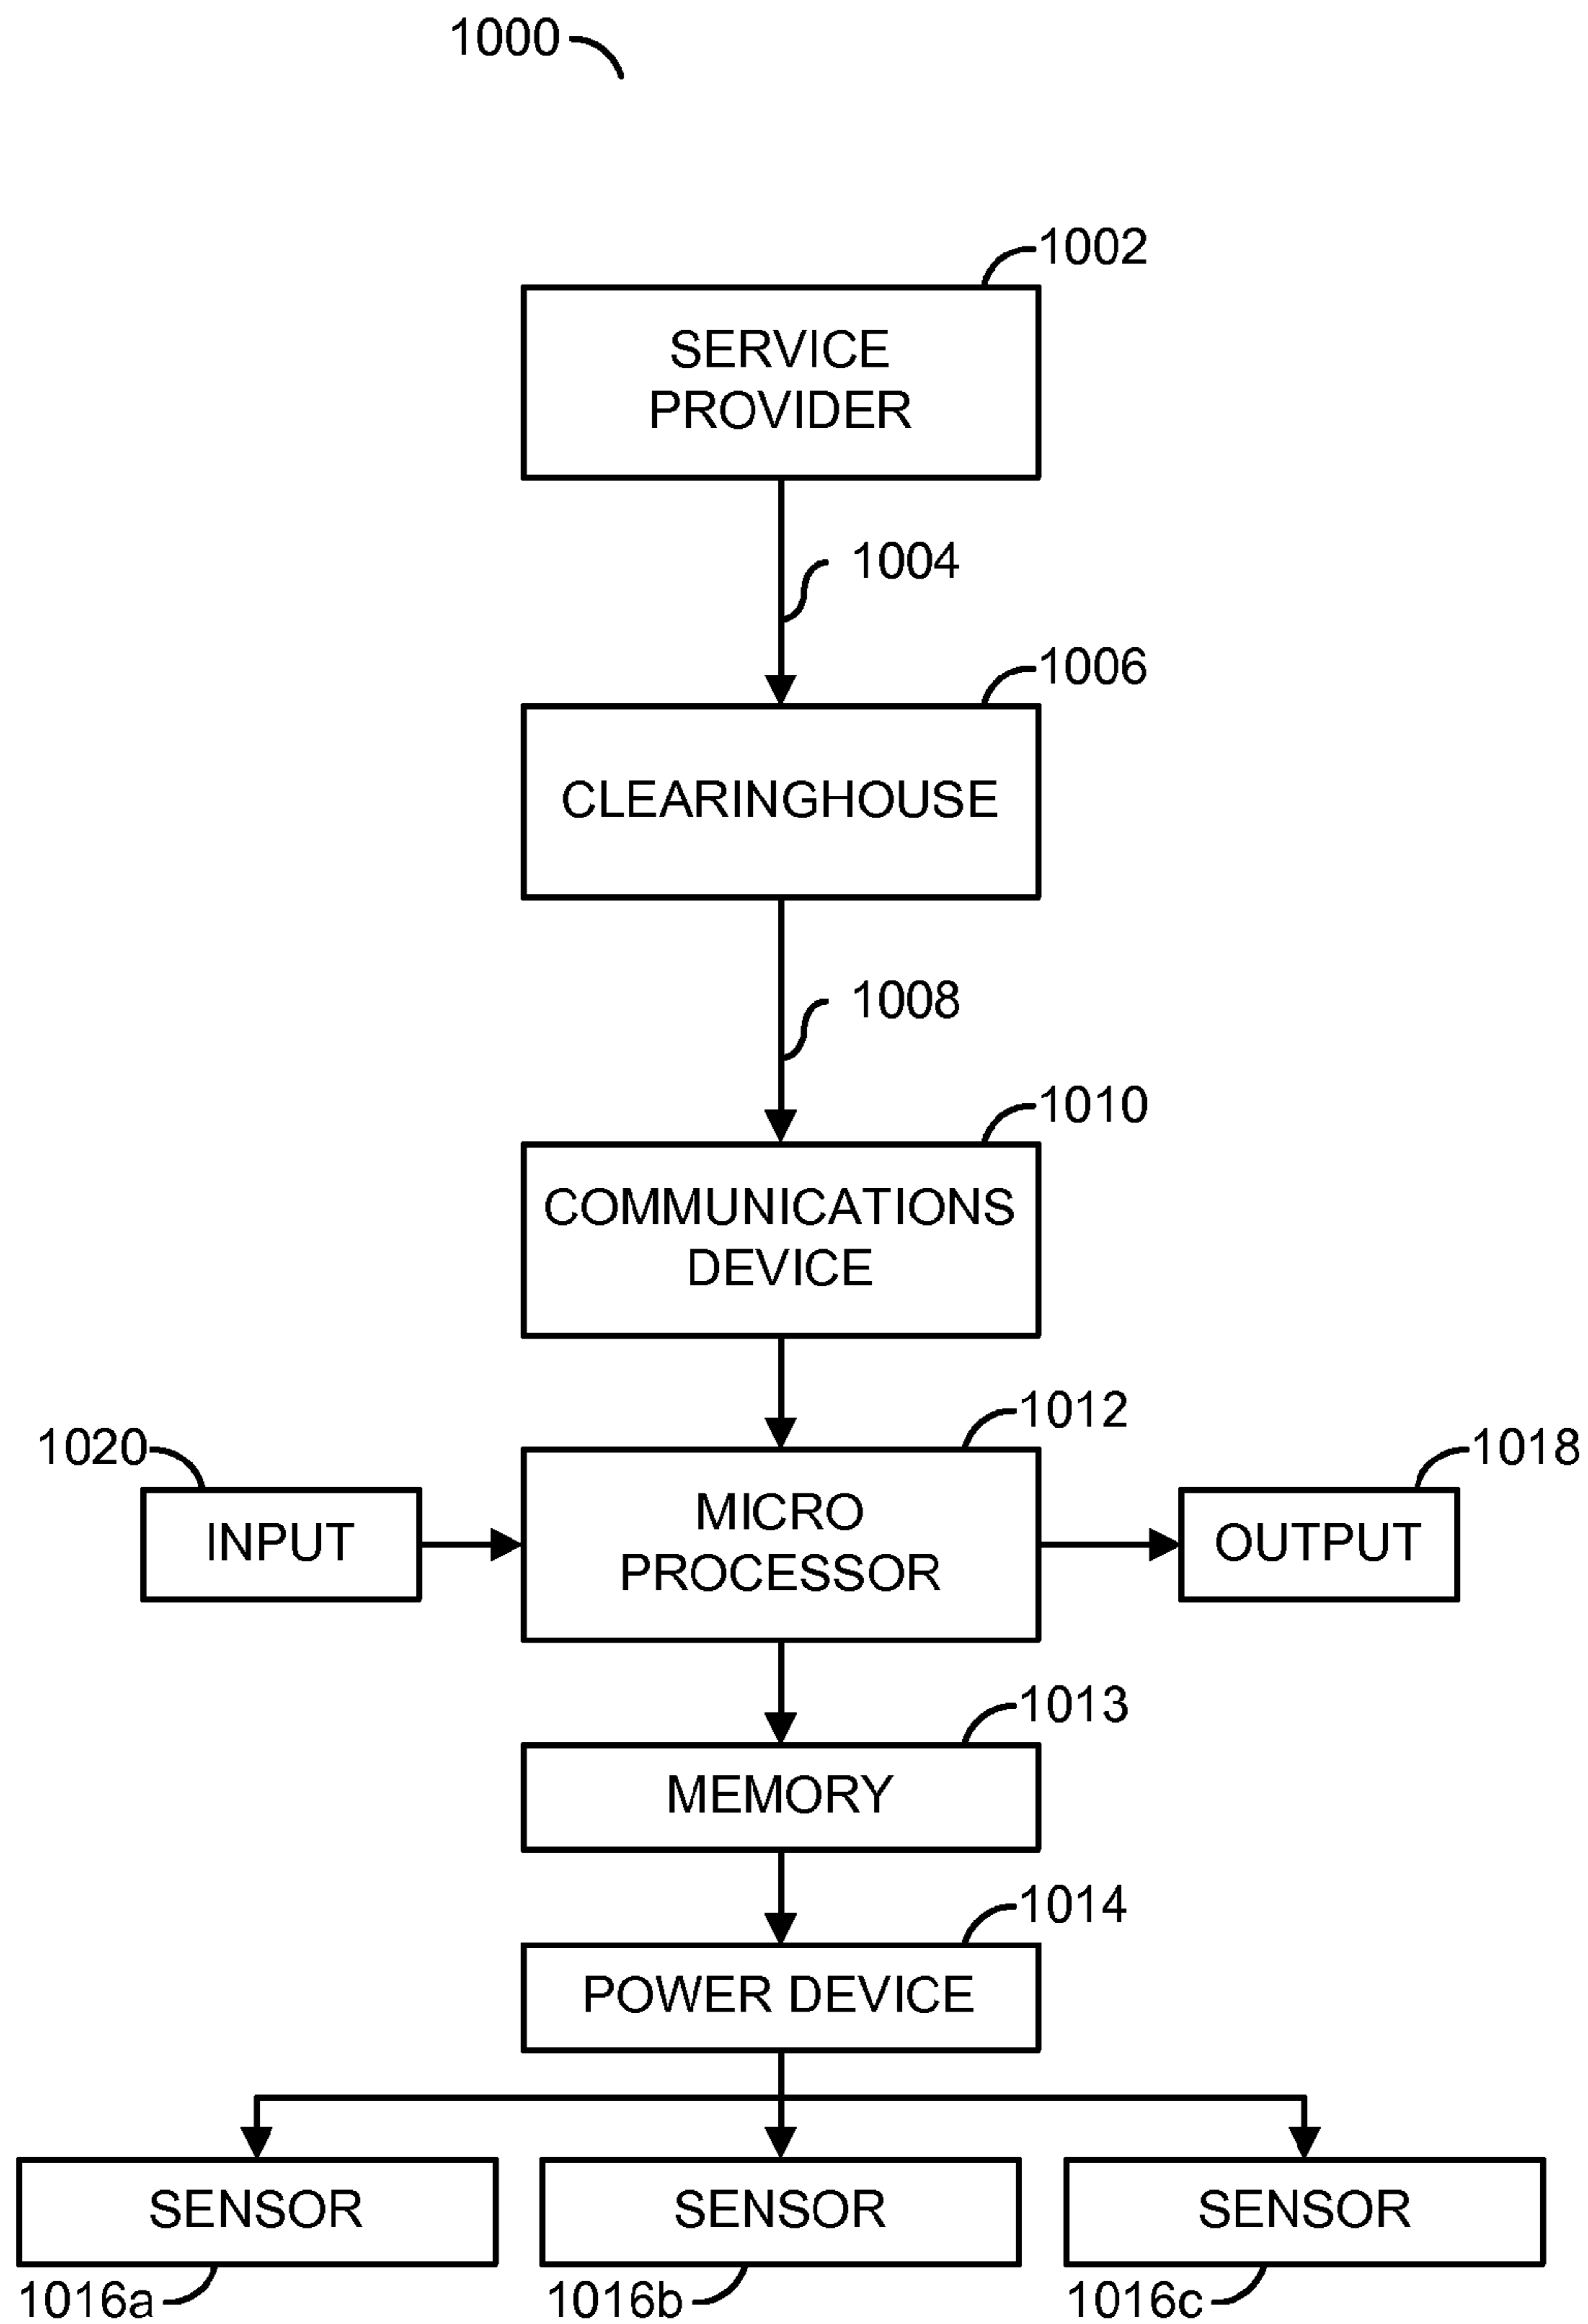 1000
1002
SERVICE
PROVIDER
1004
1006
CLEARINGHOUSE
1008
1010
COMMUNICATIONS
DEVICE
1012
1020
1018
MICRO
PROCESSOR
INPUT
OUTPUT
1013
MEMORY
1014
POWER DEVICE
SENSOR
SENSOR
SENSOR
1016a
1016b
1016c